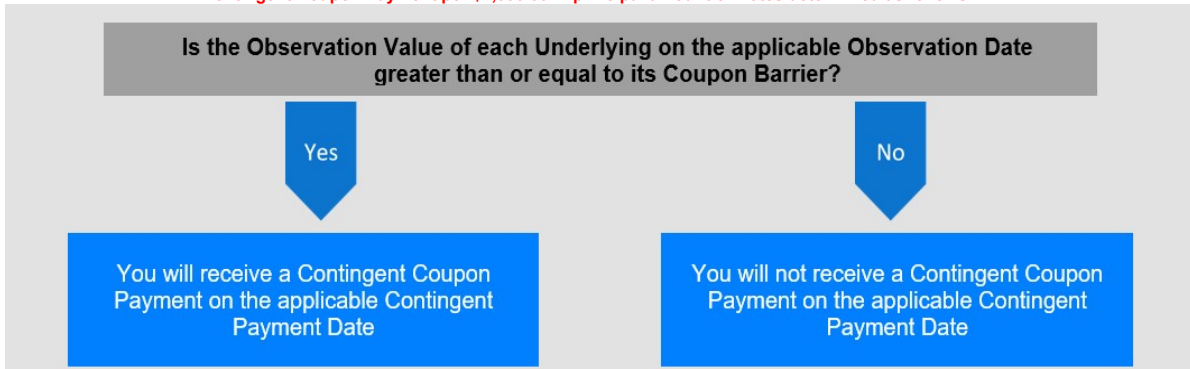 Is the Observation Value of each Underlying on the applicable Observation Date
greater than or equal to its Coupon Barrier?
Yes
No
You will receive a Contingent Coupon
Payment on the applicable Contingent
Payment Date
You will not receive a Contingent Coupon
Payment on the applicable Contingent
Payment Date